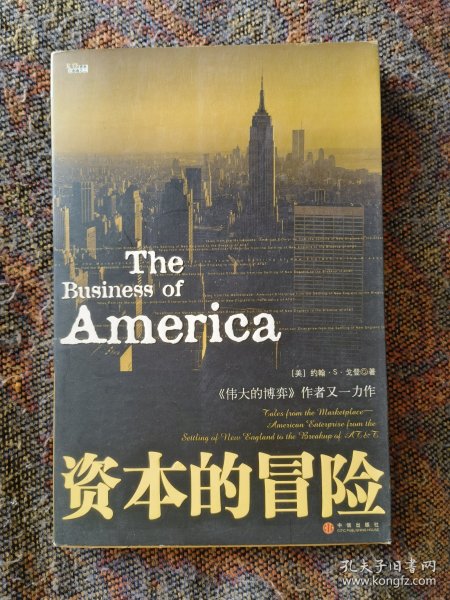 The
Business of
America
[美] 约翰·S·戈登◎著
《伟大的博弈》作者又一力作
Tales from the Marketplace—
American Enterprise from the
Settling of New England to the Breakup of AT&T
资本的冒险
中信出版社
CITIC PUBLISHING HOUSE
孔夫子旧书网
www.kongfz.com